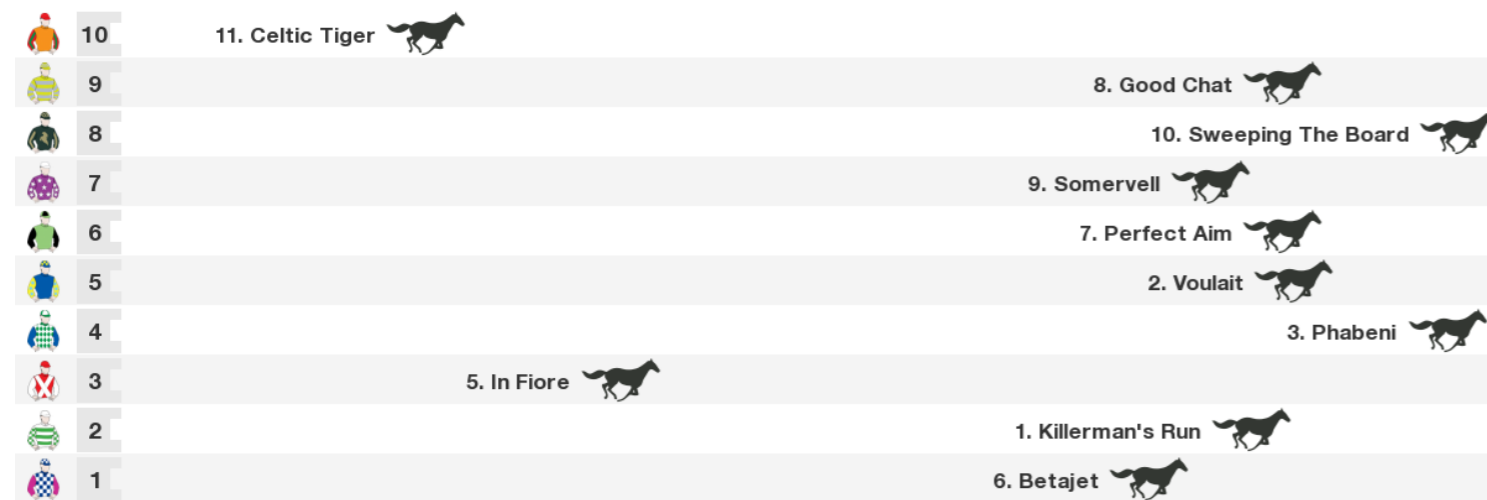 10 11. Celtic Tiger
9 8. Good Chat
8 10. Sweeping The Board
7 9. Somervell
6 7. Perfect Aim
5 2. Voulait
4 3. Phabeni
3 5. In Fiore
2 1. Killerman's Run
1 6. Betajet